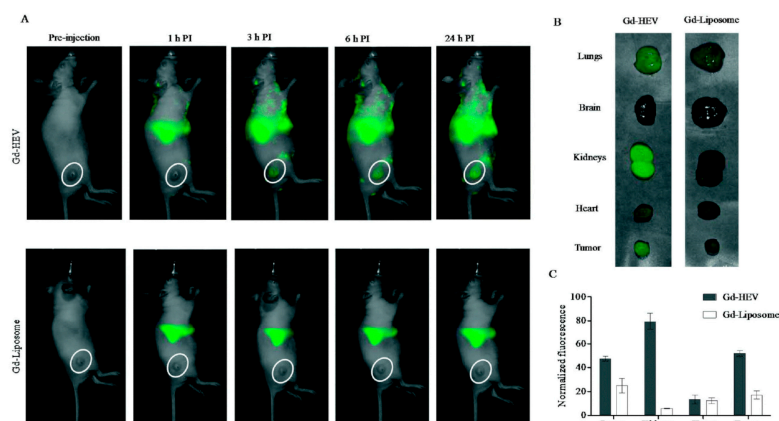 A
Pre-injection 1 h PI 3 h PI 6 h PI 24 h PI
Gd-HEV
Gd-Liposome
B
Gd-HEV Gd-Liposome
Lungs
Brain
Kidneys
Heart
Tumor
C
Normalized fluorescence
100
80
60
40
20
0
Gd-HEV
Gd-Liposome